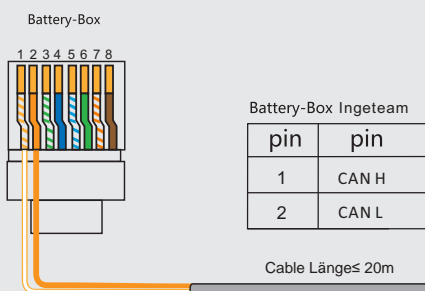 Battery-Box
1 2 3 4 5 6 7 8
Battery-Box Ingeteam
pin pin
1 CAN H
2 CAN L
Cable Länge≤ 20m